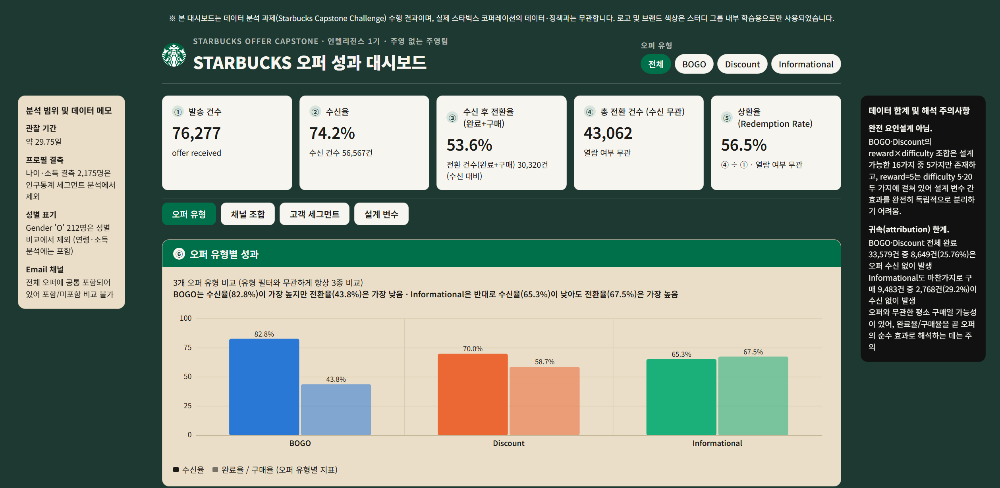 ※ 본 대시보드는 데이터 분석 과제(Starbucks Capstone Challenge) 수행 결과이며, 실제 스타벅스 코퍼레이션의 데이터·정책과는 무관합니다. 로고 및 브랜드 색상은 스터디 그룹 내부 학습용으로만 사용되었습니다.
STARBUCKS OFFER CAPSTONE · 인텔리전스 1기 · 주영 없는 주영팀
STARBUCKS 오퍼 성과 대시보드
오퍼 유형
전체
BOGO
Discount
Informational
분석 범위 및 데이터 메모
관찰 기간
약 29.75일
프로필 결측
나이·소득 결측 2,175명은
인구통계 세그먼트 분석에서
제외
성별 표기
Gender 'O' 212명은 성별
비교에서 제외 (연령·소득
분석에는 포함)
Email 채널
전체 오퍼에 공통 포함되어
있어 포함/미포함 비교 불가
① 발송 건수
76,277
offer received
② 수신율
74.2%
수신 건수 56,567건
③ 수신 후 전환율
(완료+구매)
53.6%
전환 건수(완료+구매) 30,320건
(수신 대비)
④ 총 전환 건수 (수신 무관)
43,062
열람 여부 무관
⑤ 상환율
(Redemption Rate)
56.5%
④ ÷ ① · 열람 여부 무관
오퍼 유형
채널 조합
고객 세그먼트
설계 변수
⑥ 오퍼 유형별 성과
3개 오퍼 유형 비교 (유형 필터와 무관하게 항상 3종 비교)
BOGO는 수신율(82.8%)이 가장 높지만 전환율(43.8%)은 가장 낮음 · Informational은 반대로 수신율(65.3%)이 낮아도 전환율(67.5%)은 가장 높음
100
75
50
25
0
82.8%
43.8%
70.0%
58.7%
65.3%
67.5%
BOGO
Discount
Informational
수신율
완료율 / 구매율 (오퍼 유형별 지표)
데이터 한계 및 해석 주의사항
완전 요인설계 아님.
BOGO·Discount의
reward×difficulty 조합은 설계
가능한 16가지 중 5가지만 존재하
고, reward=5는 difficulty 5·20
두 가지에 걸쳐 있어 설계 변수 간
효과를 완전히 독립적으로 분리하
기 어려움.
귀속(attribution) 한계.
BOGO·Discount 전체 완료
33,579건 중 8,649건(25.76%)은
오퍼 수신 없이 발생
Informational도 마찬가지로 구
매 9,483건 중 2,768건(29.2%)이
수신 없이 발생
오퍼와 무관한 평소 구매일 가능성
이 있어, 완료율/구매율을 곧 오퍼
의 순수 효과로 해석하는 데는 주
의